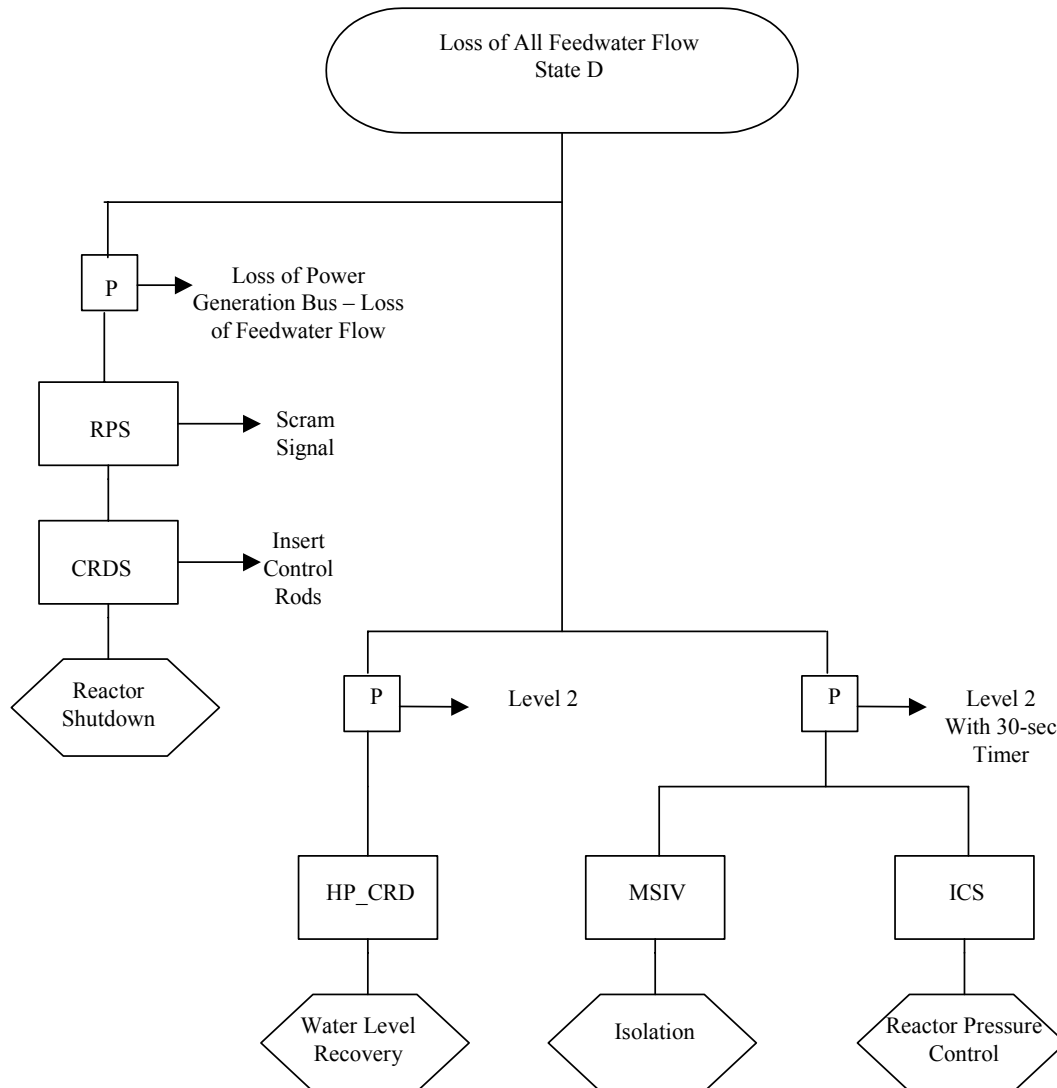 Loss of All Feedwater Flow
State D
P
Loss of Power
Generation Bus – Loss
of Feedwater Flow
RPS
Scram
Signal
CRDS
Insert
Control
Rods
Reactor
Shutdown
P
Level 2
P
Level 2
With 30-sec
Timer
HP_CRD
MSIV
ICS
Water Level
Recovery
Isolation
Reactor Pressure
Control